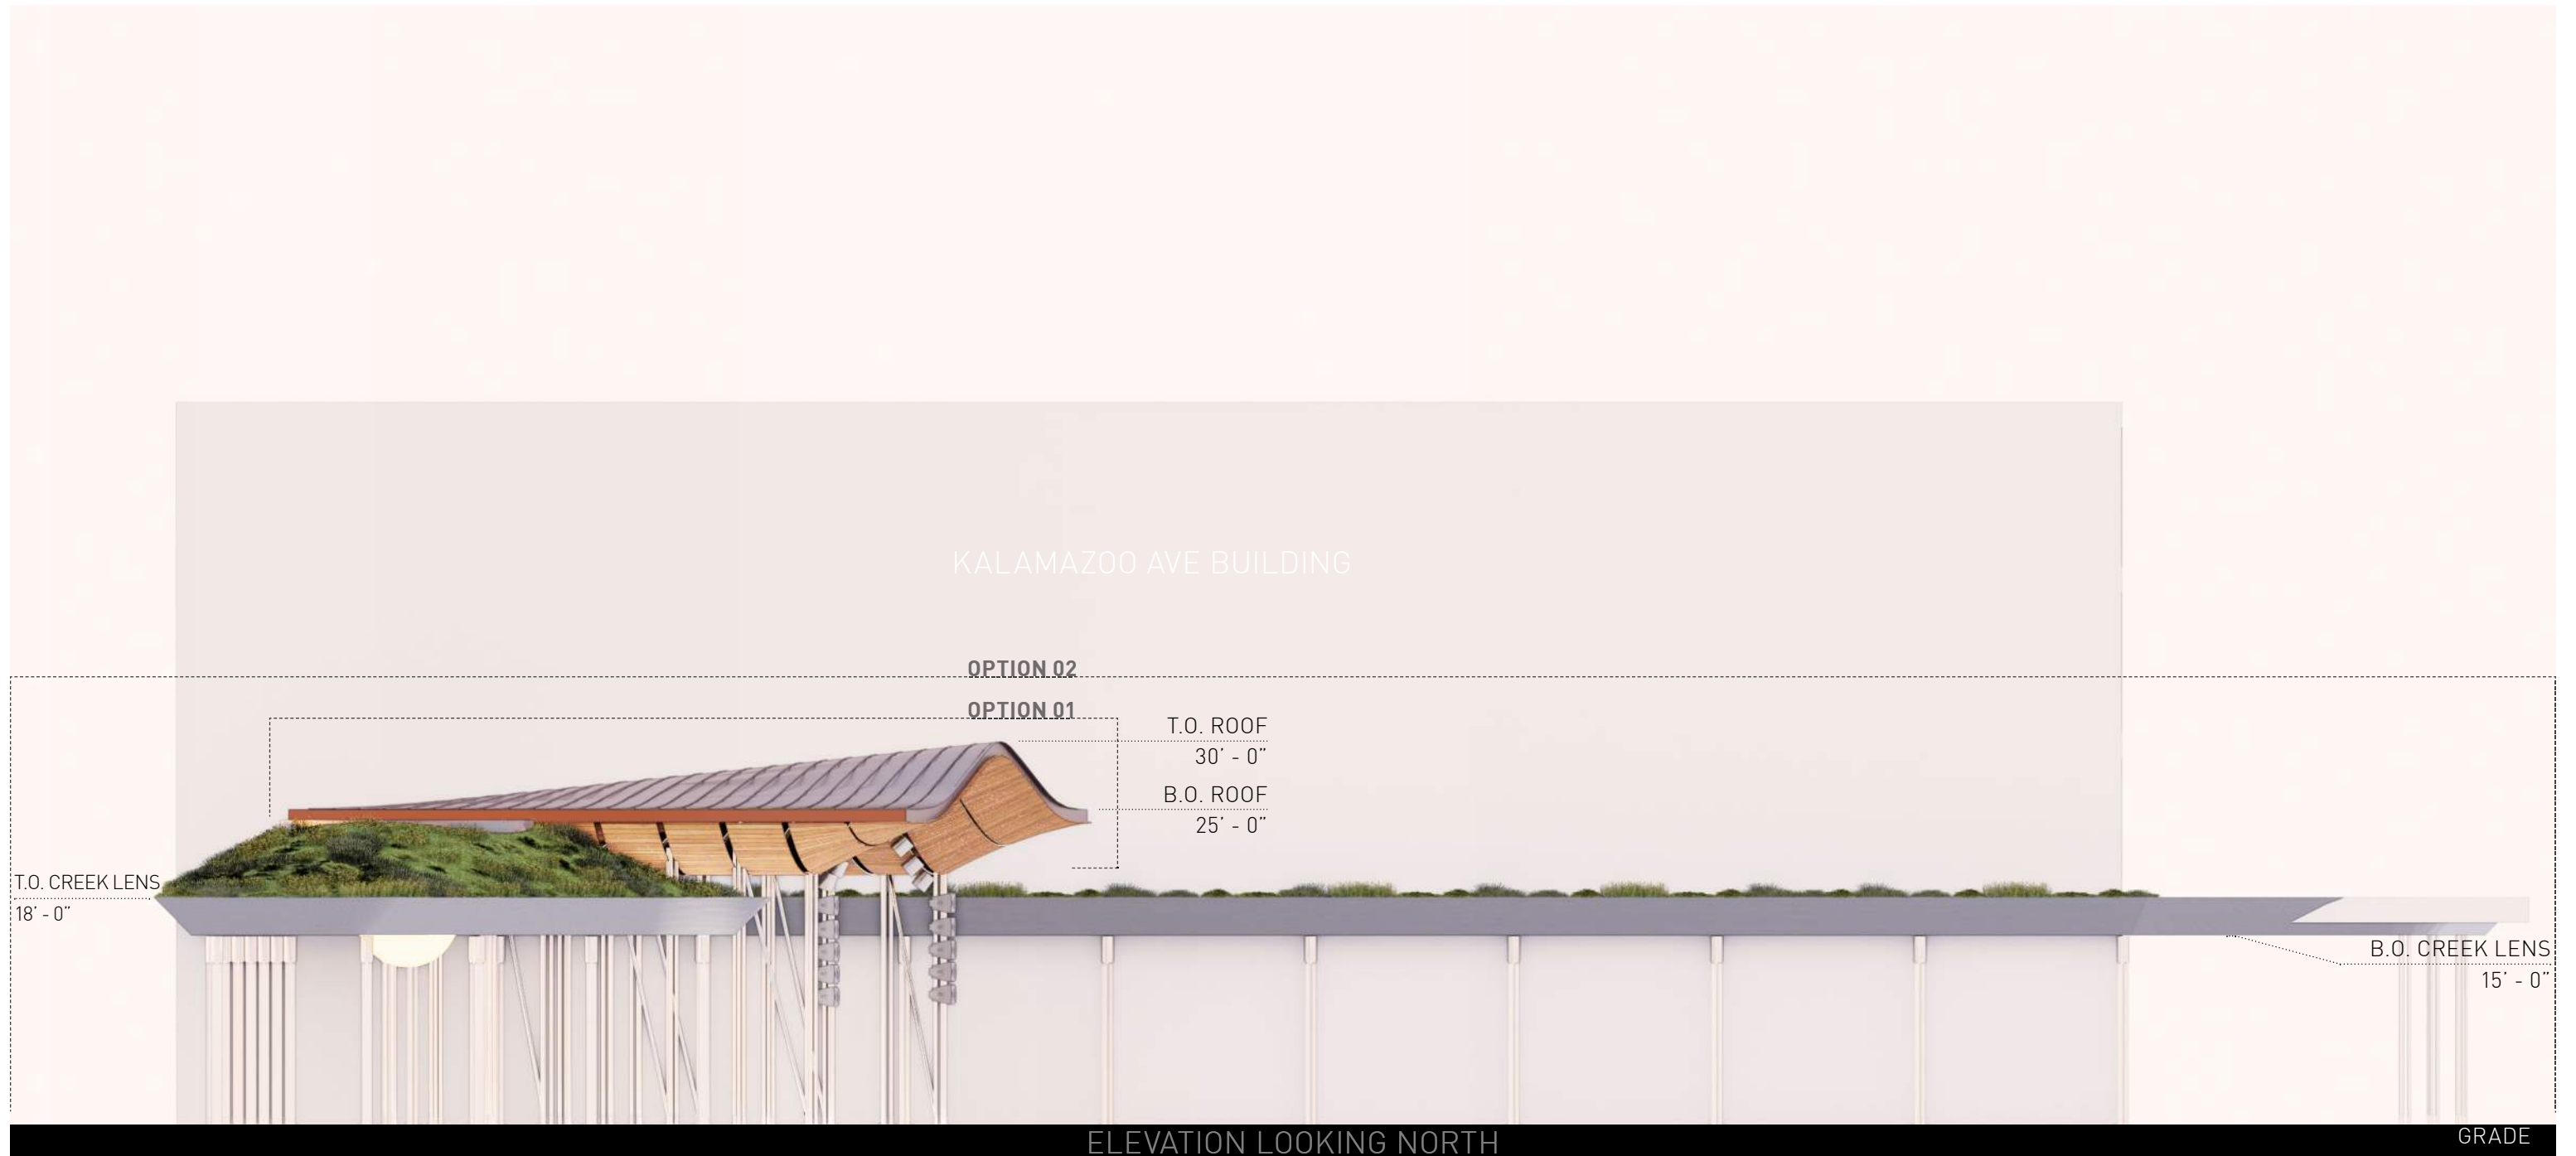 KALAMAZOO AVE BUILDING
OPTION 02
OPTION 01
T.O. ROOF
30' - 0"
B.O. ROOF
25' - 0"
T.O. CREEK LENS
18' - 0"
B.O. CREEK LENS
15' - 0"
ELEVATION LOOKING NORTH
GRADE